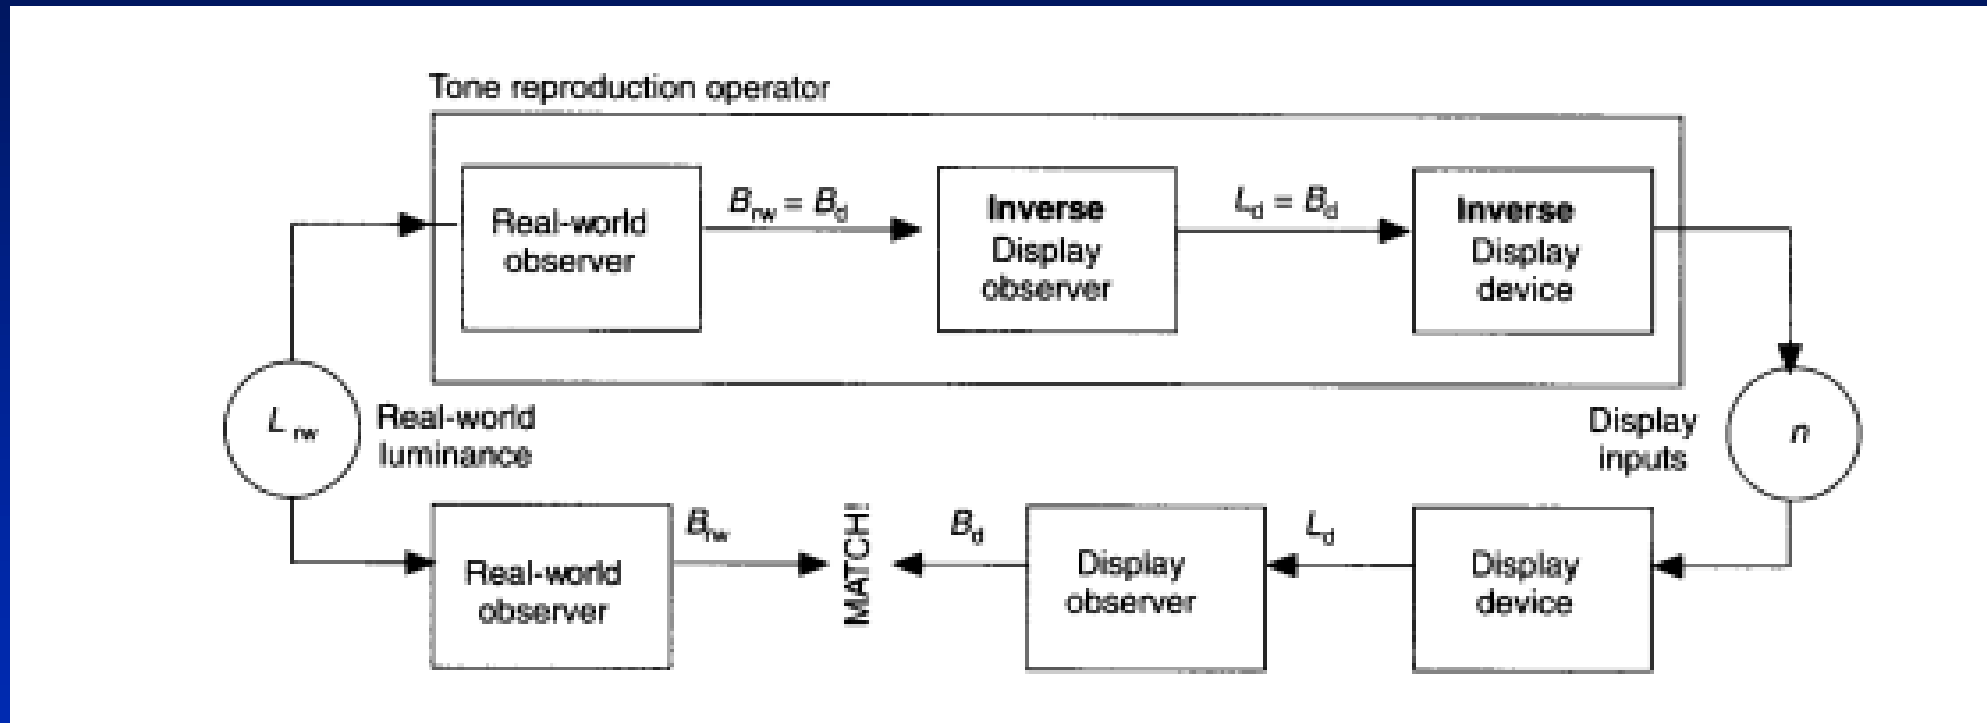 Tone reproduction operator
Real-world
observer
B_rw = B_d
Inverse
Display
observer
L_d = B_d
Inverse
Display
device
L_rw
Real-world
luminance
Display
inputs
n
Real-world
observer
B_rw
MATCH!
B_d
Display
observer
L_d
Display
device